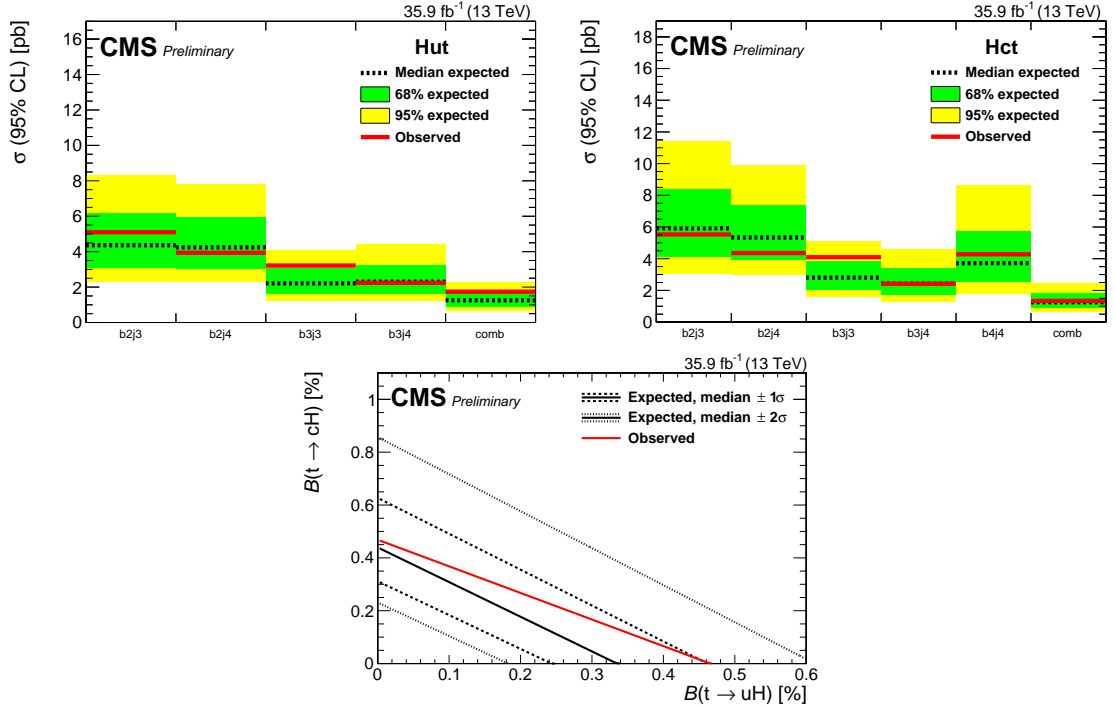 35.9 fb⁻¹ (13 TeV)
CMS Preliminary
Hut
Median expected
68% expected
95% expected
Observed
σ (95% CL) [pb]
16
14
12
10
8
6
4
2
0
b2j3 b2j4 b3j3 b3j4 comb
35.9 fb⁻¹ (13 TeV)
CMS Preliminary
Hct
Median expected
68% expected
95% expected
Observed
σ (95% CL) [pb]
18
16
14
12
10
8
6
4
2
0
b2j3 b2j4 b3j3 b3j4 b4j4 comb
35.9 fb⁻¹ (13 TeV)
CMS Preliminary
Expected, median ± 1σ
Expected, median ± 2σ
Observed
B(t → cH) [%]
1
0.8
0.6
0.4
0.2
0
0 0.1 0.2 0.3 0.4 0.5 0.6
B(t → uH) [%]